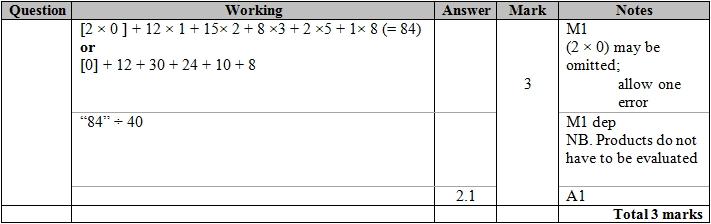 Question Working Answer Mark Notes
[2 × 0 ] + 12 × 1 + 15× 2 + 8 ×3 + 2 ×5 + 1× 8 (= 84)
or
[0] + 12 + 30 + 24 + 10 + 8
3
M1
(2 × 0) may be
omitted;
allow one
error
“84” ÷ 40
M1 dep
NB. Products do not
have to be evaluated
2.1 A1
Total 3 marks